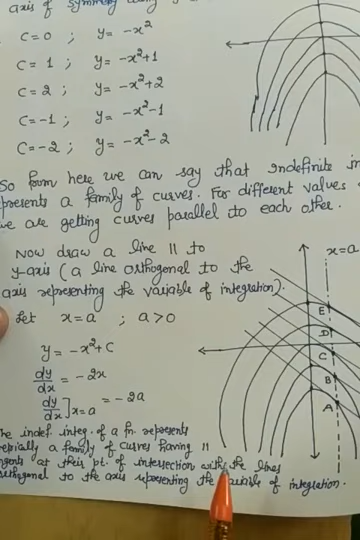 axis of symmetry
C=0 ; y= -x²
C= 1 ; y= -x²+1
C= 2 ; y= -x²+2
C=-1 ; y= -x²-1
C=-2 ; y= -x²-2
So form here we can say that indefinite in
presents a family of curves. For different values
we are getting curves parallel to each other.
Now draw a line || to
y-axis (a line orthogonal to the
axis representing the variable of integration).
Let x=a ; a>0
y= -x²+C
dy/dx = -2x
dy/dx]x=a = -2a
The indef. integ. of a fn. represents
a family of curves having ||
ngents at their pt. of intersection with the lines
orthogonal to the axis representing the variable of integration.
x=a
E
D
C
B
A